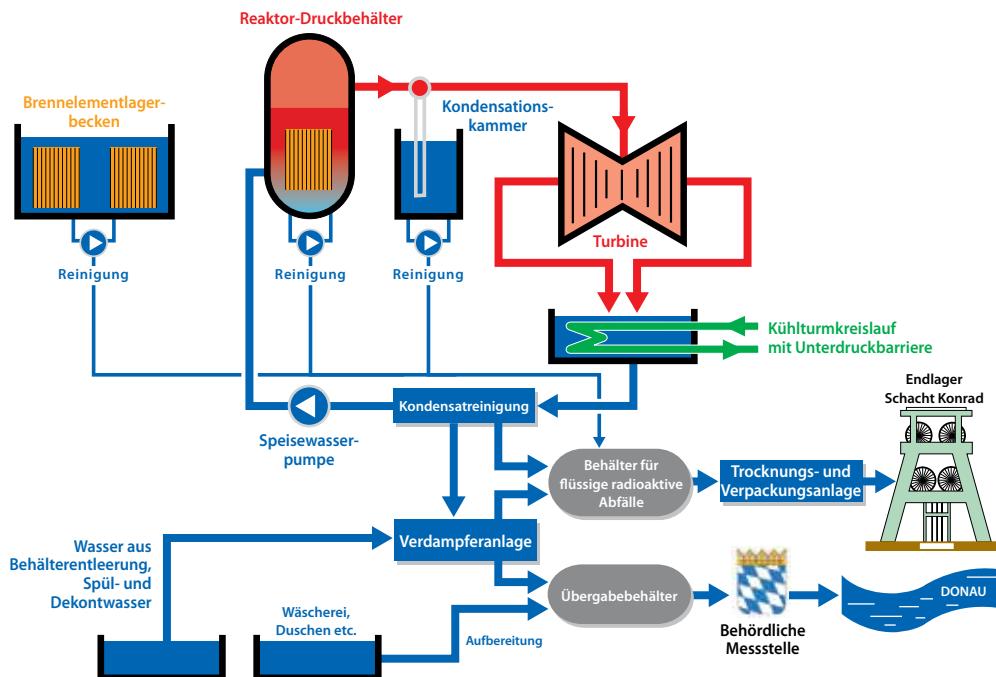 Reaktor-Druckbehälter
Brennelementlager-
becken
Kondensations-
kammer
Turbine
Reinigung
Reinigung
Reinigung
Kühlturmkreislauf
mit Unterdruckbarriere
Endlager
Schacht Konrad
Kondensatreinigung
Speisewasser-
pumpe
Behälter für
flüssige radioaktive
Abfälle
Trocknungs- und
Verpackungsanlage
Verdampferanlage
Wasser aus
Behälterentleerung,
Spül- und
Dekontwasser
Wäscherei,
Duschen etc.
Aufbereitung
Übergabebehälter
Behördliche
Messstelle
DONAU